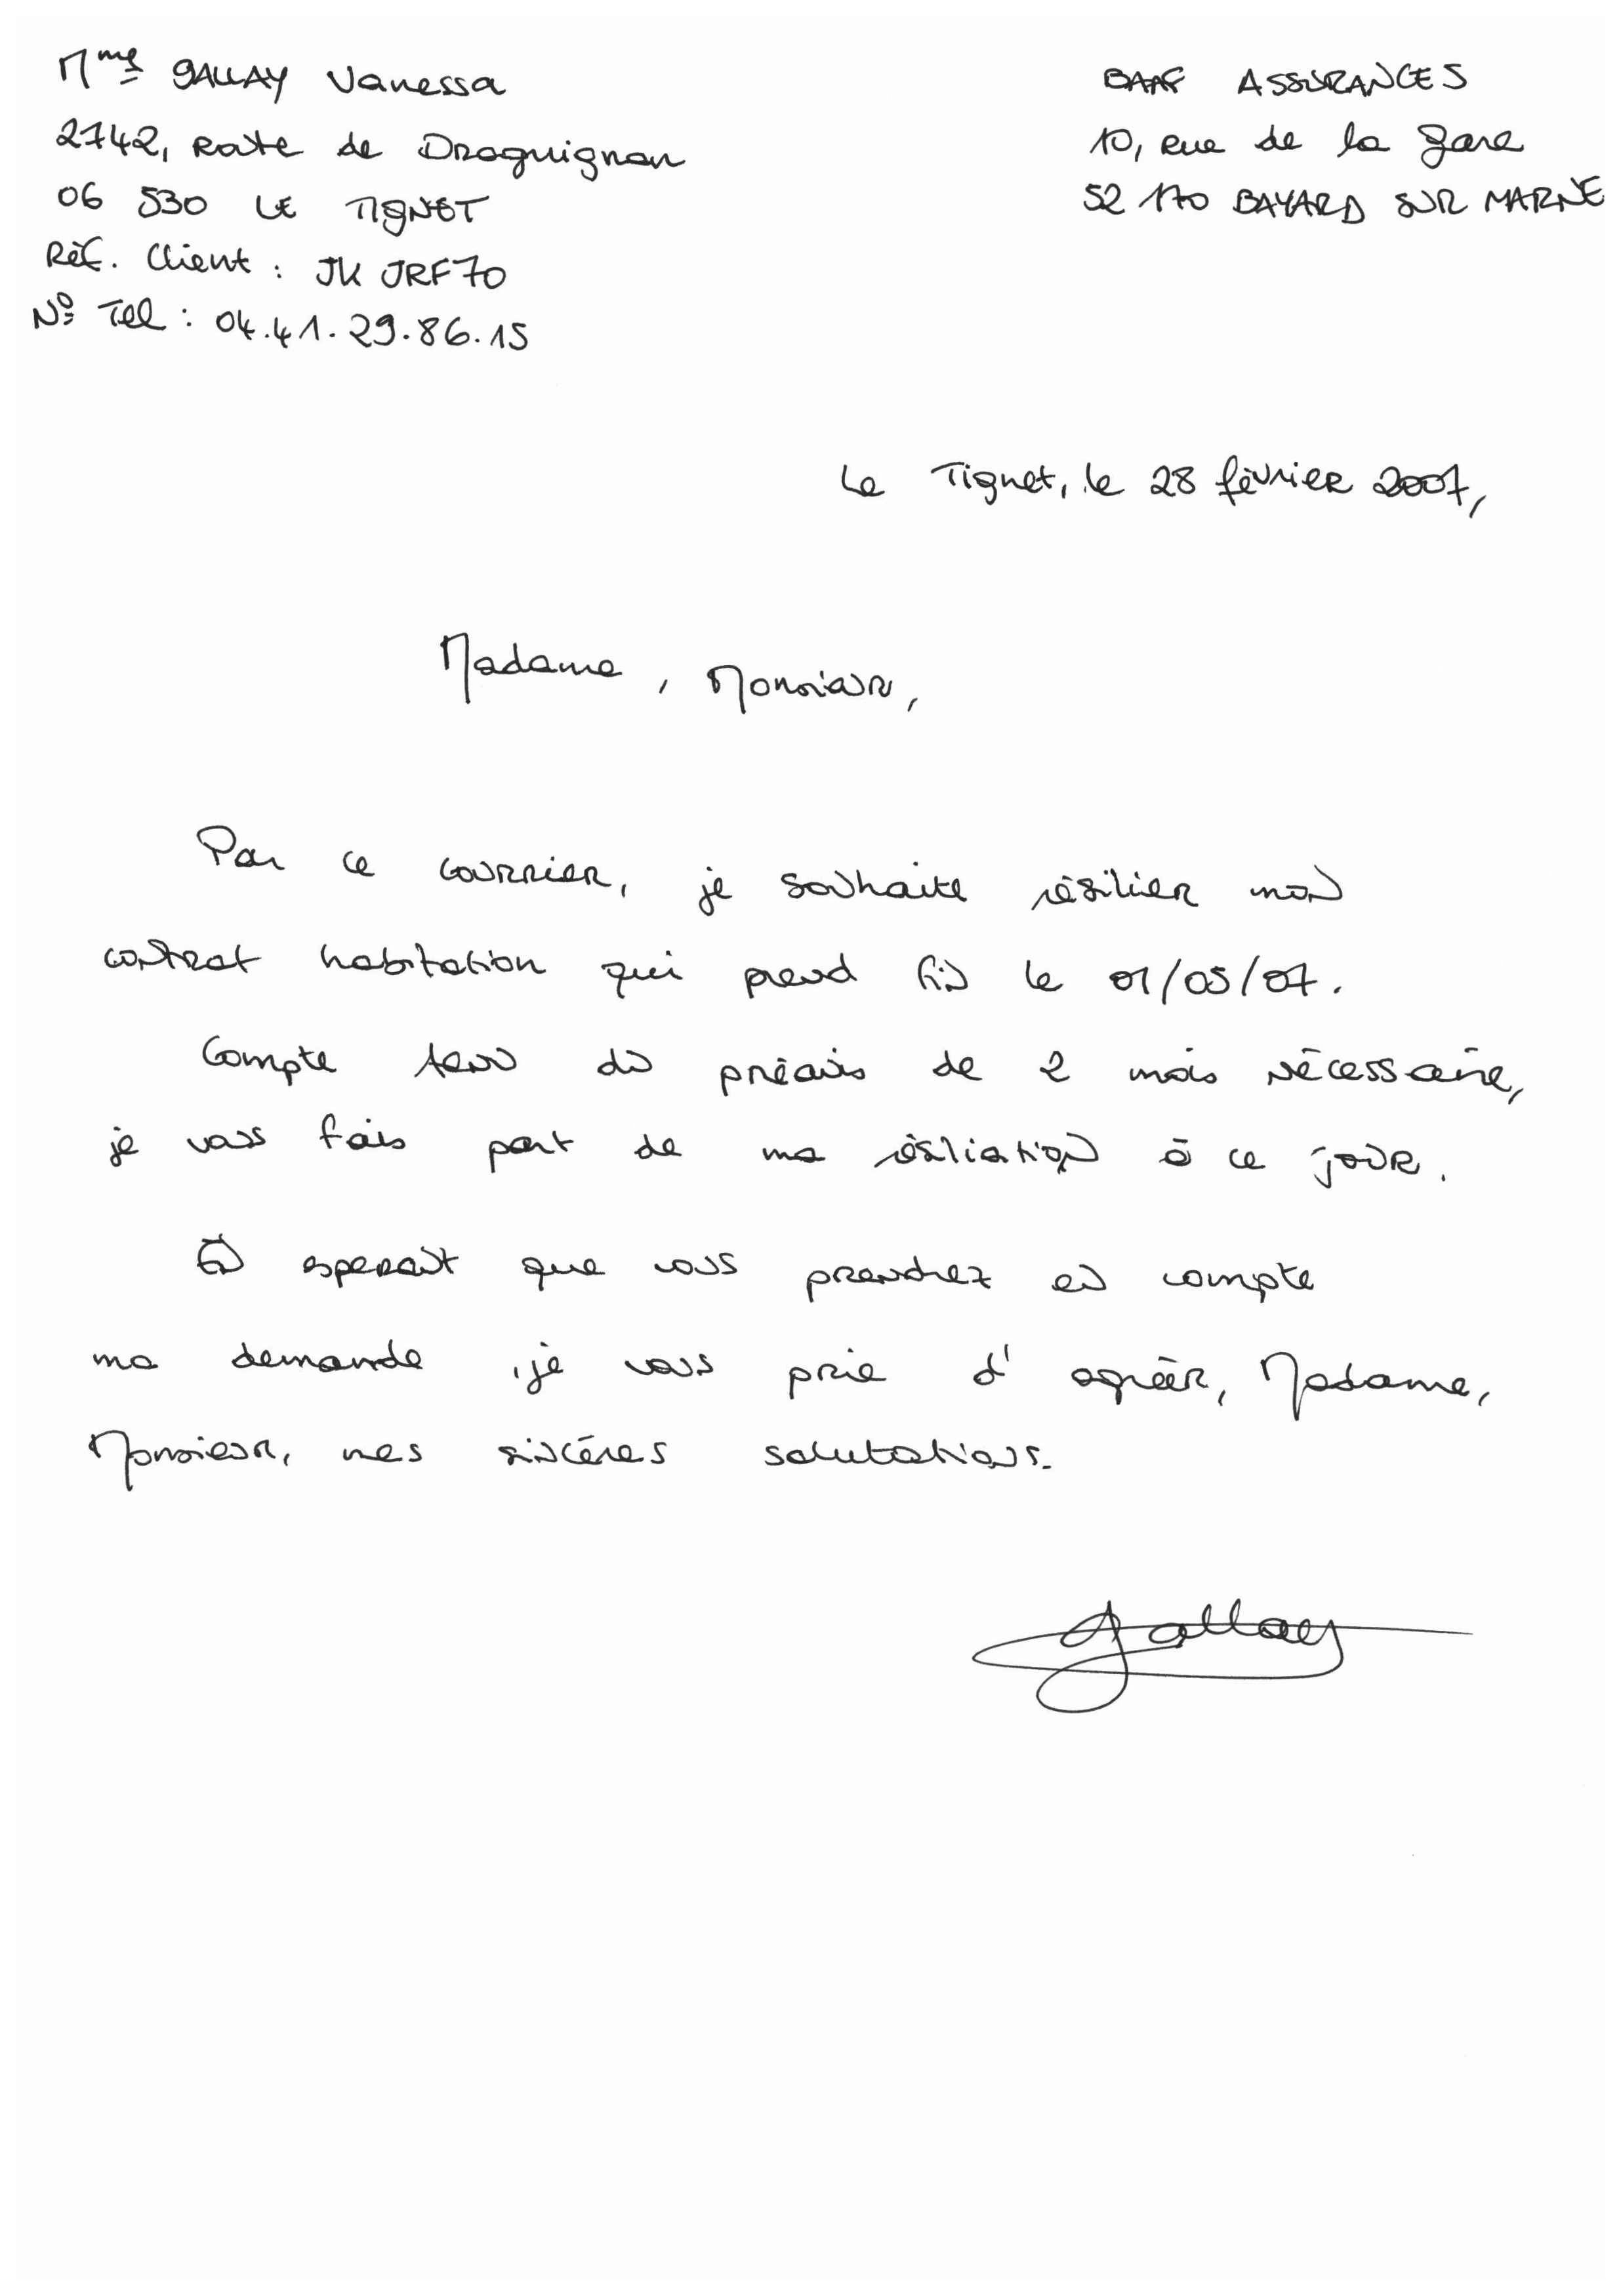 Mme GALLAY Vanessa
2742, Route de Draguignan
06 530 LE TIGNET
Réf. Client : JKJRF70
N° Tel : 04.41.29.86.15
BAAF ASSURANCES
10, rue de la gare
52 170 BAYARD SUR MARNE
Le Tignet, le 28 février 2007,
Madame, Monsieur,
Par ce courrier, je souhaite résilier mon
contrat habitation qui prend fin le 01/05/07.
Compte tenu du préavis de 2 mois nécessaire,
je vous fais part de ma résiliation à ce jour.
En esperant que vous prendrez en compte
ma demande, je vous prie d'agréer, Madame,
Monsieur, mes sincères salutations.
Gallay